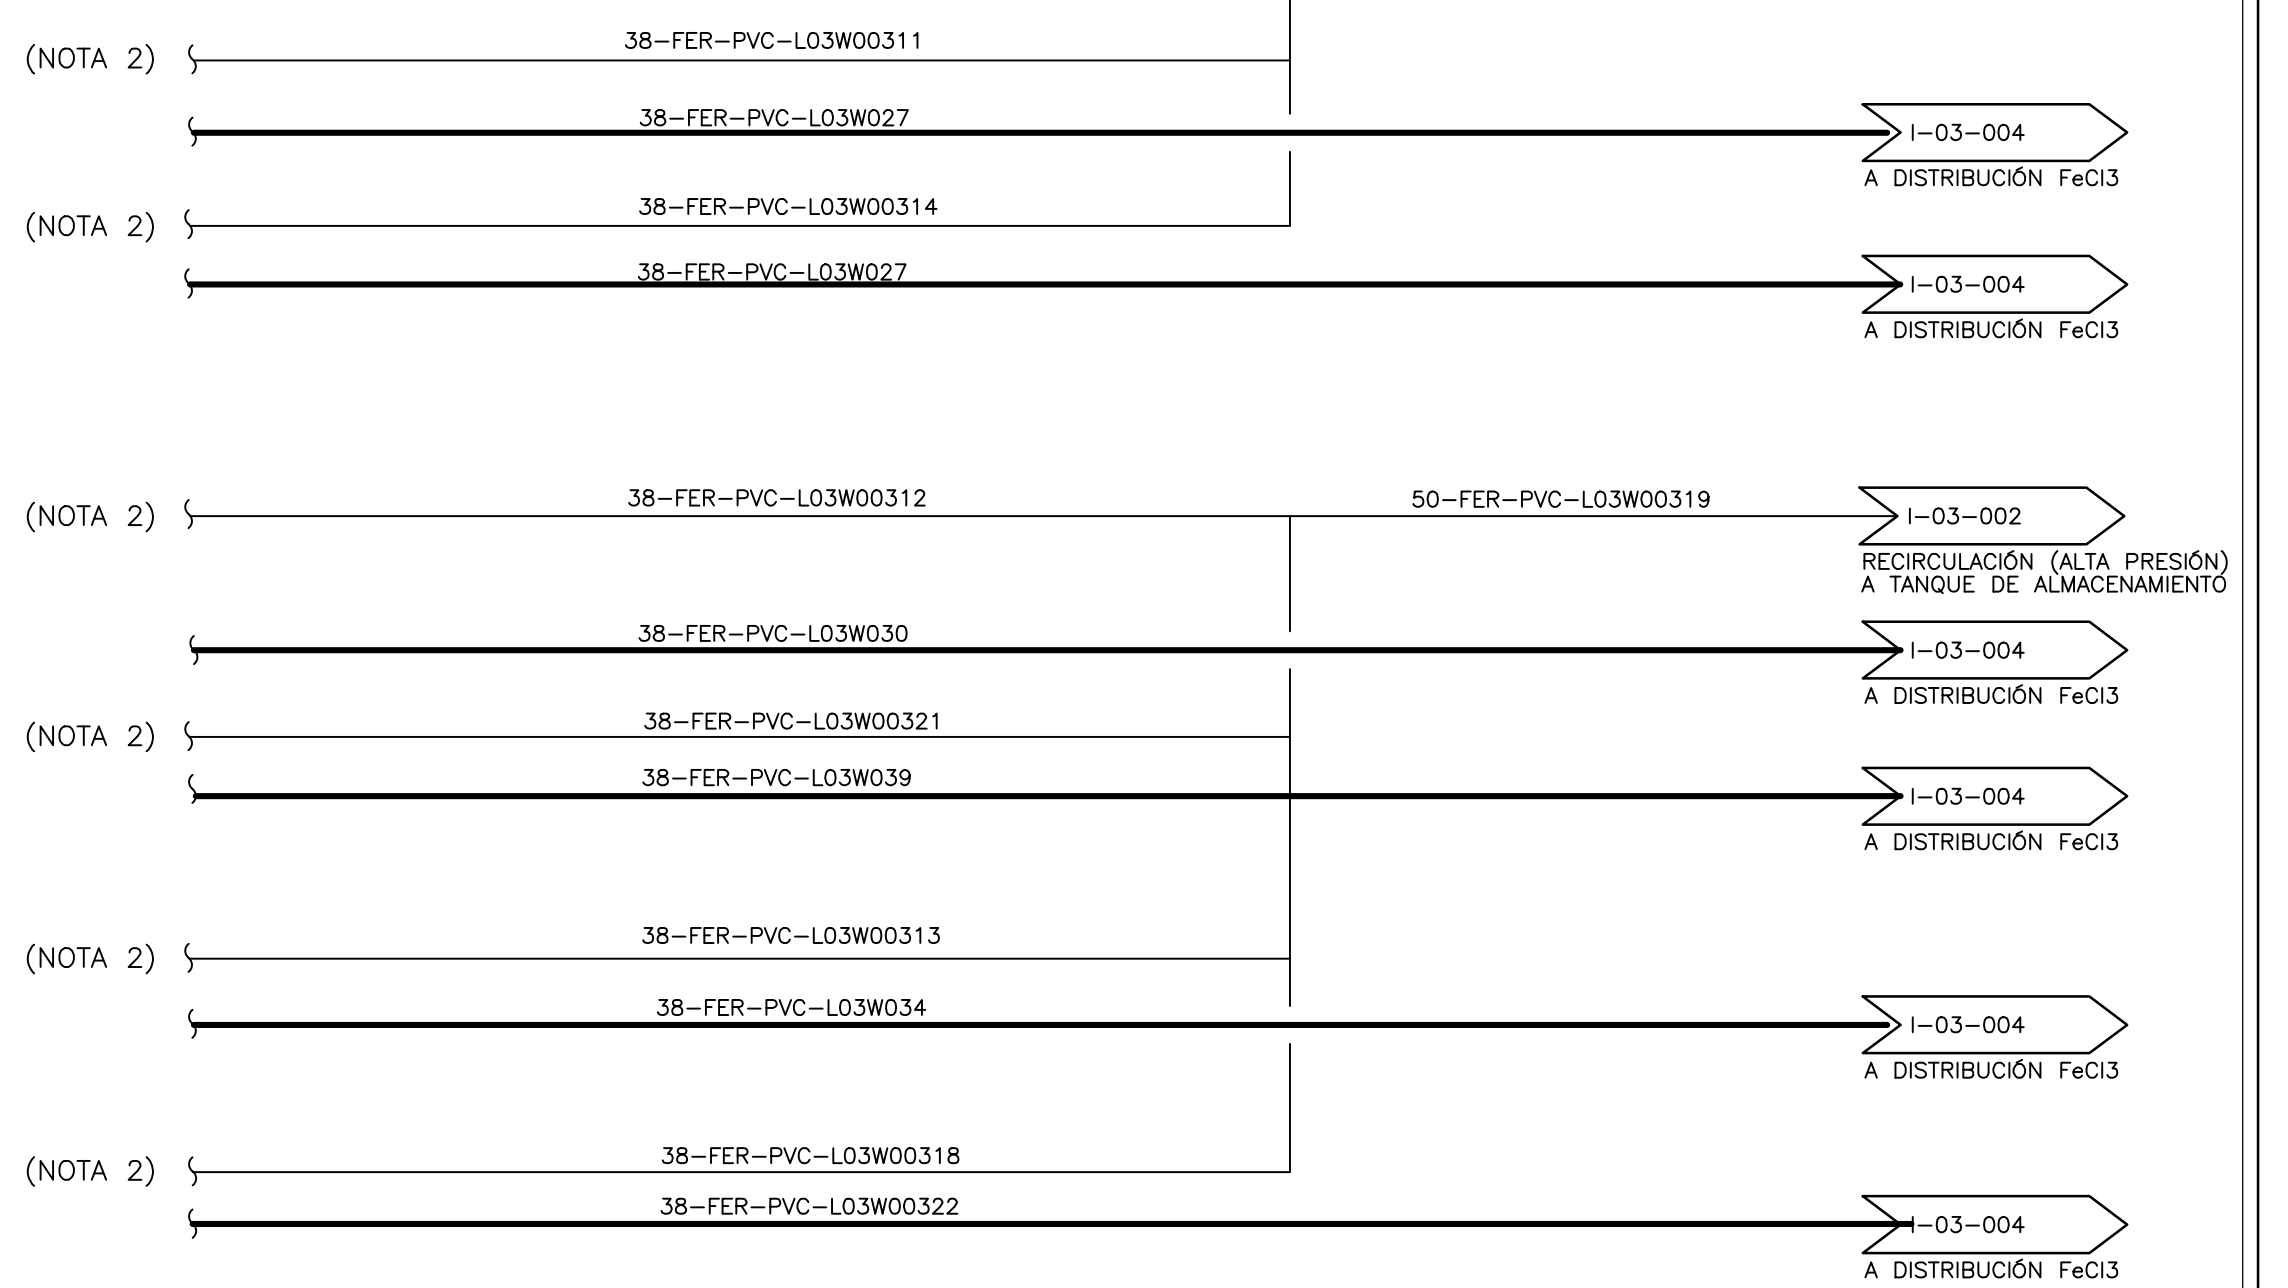 38-FER-PVC-L03W00311
(NOTA 2)
38-FER-PVC-L03W027
I-03-004
A DISTRIBUCIÓN FeCl3
38-FER-PVC-L03W00314
(NOTA 2)
38-FER-PVC-L03W027
I-03-004
A DISTRIBUCIÓN FeCl3
38-FER-PVC-L03W00312
50-FER-PVC-L03W00319
(NOTA 2)
I-03-002
RECIRCULACIÓN (ALTA PRESIÓN)
A TANQUE DE ALMACENAMIENTO
38-FER-PVC-L03W030
I-03-004
A DISTRIBUCIÓN FeCl3
38-FER-PVC-L03W00321
(NOTA 2)
38-FER-PVC-L03W039
I-03-004
A DISTRIBUCIÓN FeCl3
38-FER-PVC-L03W00313
(NOTA 2)
38-FER-PVC-L03W034
I-03-004
A DISTRIBUCIÓN FeCl3
38-FER-PVC-L03W00318
(NOTA 2)
38-FER-PVC-L03W00322
I-03-004
A DISTRIBUCIÓN FeCl3